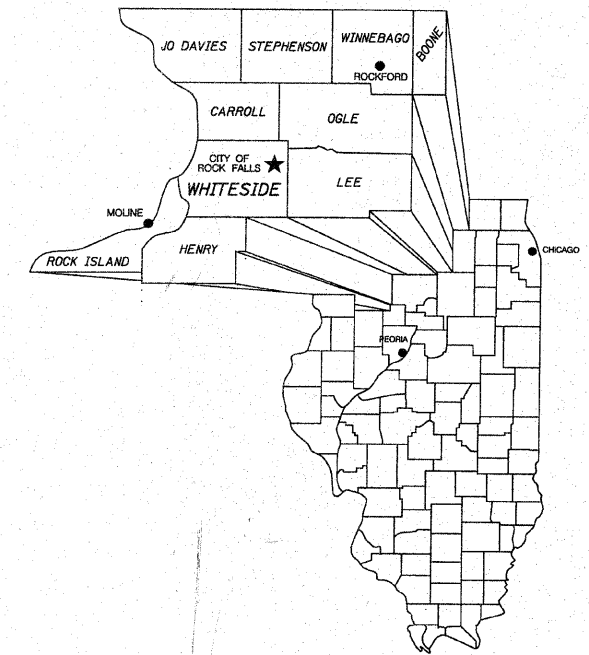 JO DAVIES
STEPHENSON
WINNEBAGO
BOONE
ROCKFORD
CARROLL
OGLE
CITY OF
ROCK FALLS
WHITESIDE
LEE
MOLINE
ROCK ISLAND
HENRY
CHICAGO
PEORIA